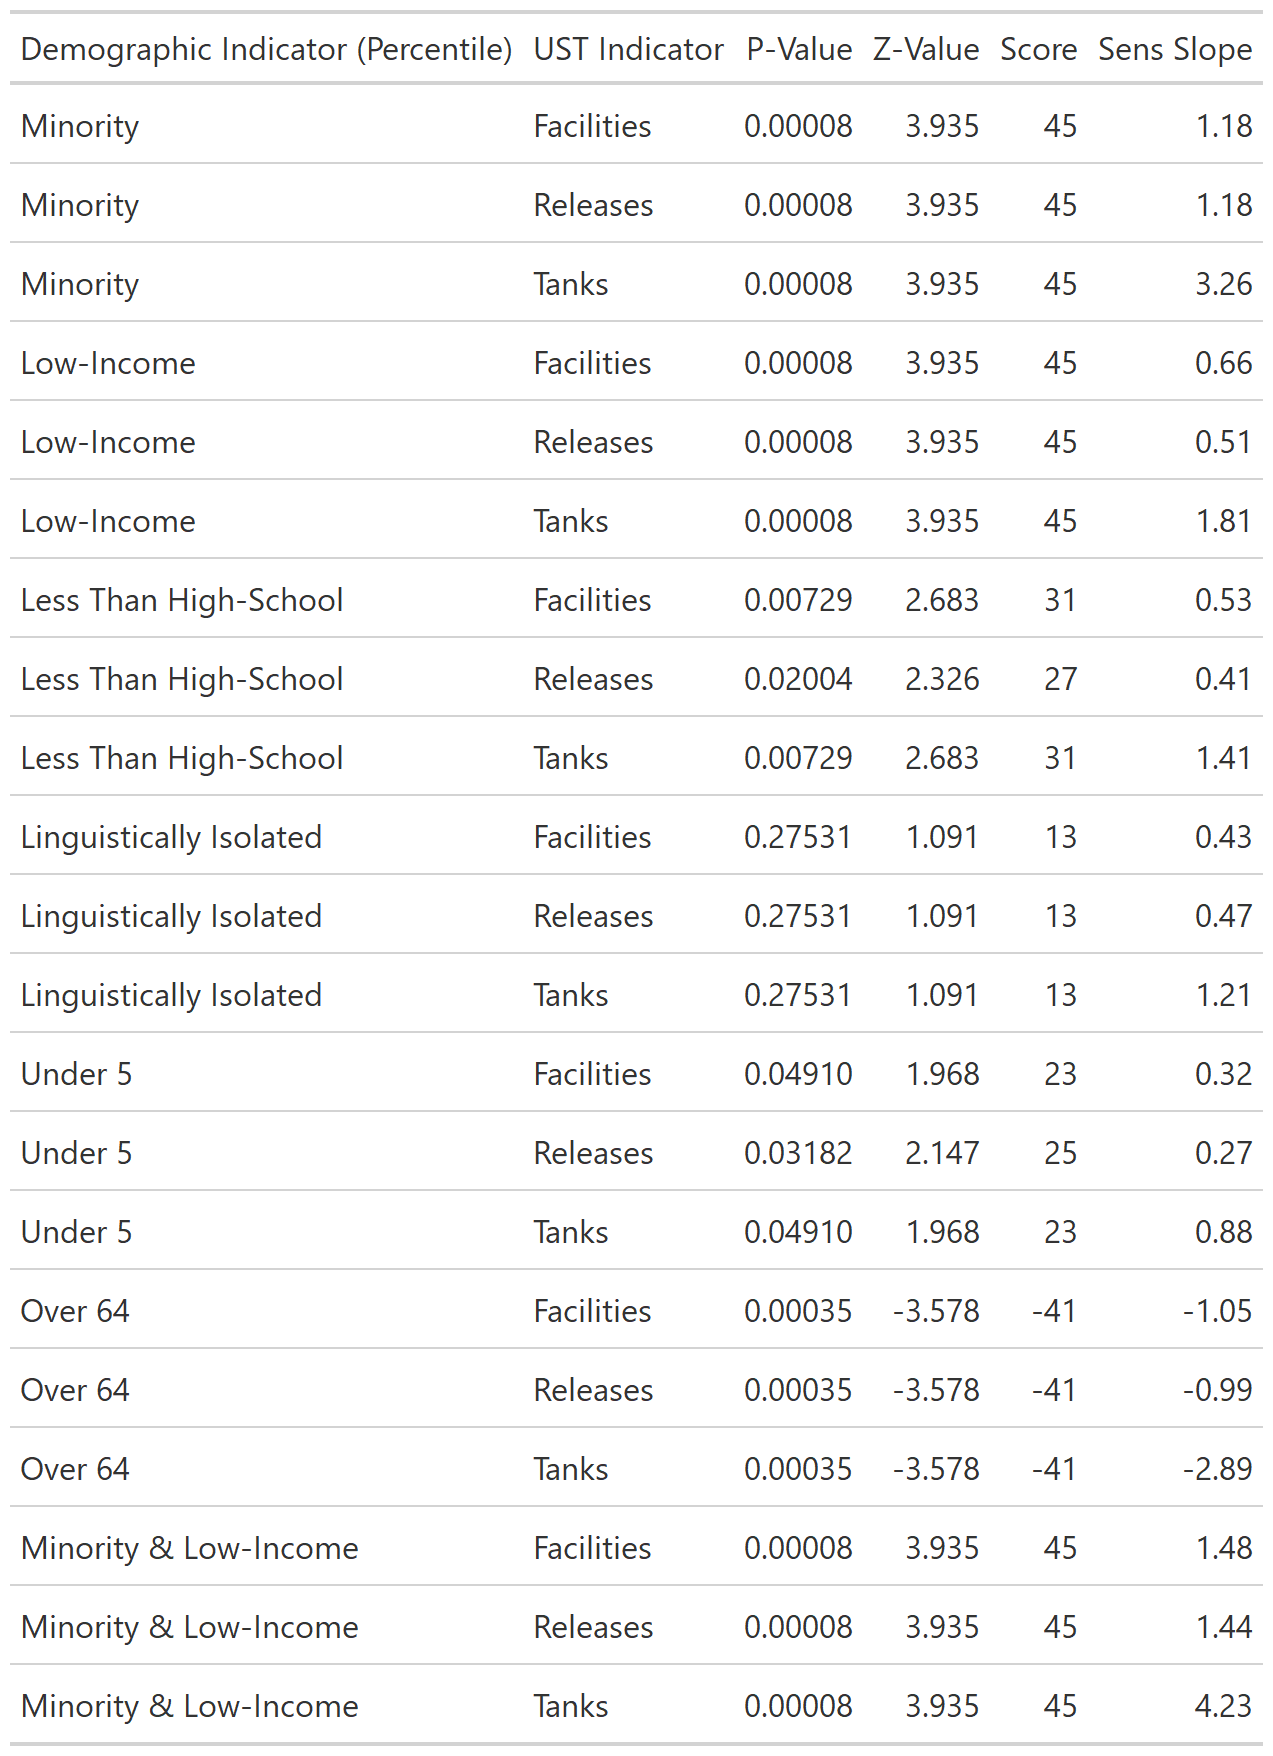 Demographic Indicator (Percentile) UST Indicator P-Value Z-Value Score Sens Slope
Minority Facilities 0.00008 3.935 45 1.18
Minority Releases 0.00008 3.935 45 1.18
Minority Tanks 0.00008 3.935 45 3.26
Low-Income Facilities 0.00008 3.935 45 0.66
Low-Income Releases 0.00008 3.935 45 0.51
Low-Income Tanks 0.00008 3.935 45 1.81
Less Than High-School Facilities 0.00729 2.683 31 0.53
Less Than High-School Releases 0.02004 2.326 27 0.41
Less Than High-School Tanks 0.00729 2.683 31 1.41
Linguistically Isolated Facilities 0.27531 1.091 13 0.43
Linguistically Isolated Releases 0.27531 1.091 13 0.47
Linguistically Isolated Tanks 0.27531 1.091 13 1.21
Under 5 Facilities 0.04910 1.968 23 0.32
Under 5 Releases 0.03182 2.147 25 0.27
Under 5 Tanks 0.04910 1.968 23 0.88
Over 64 Facilities 0.00035 -3.578 -41 -1.05
Over 64 Releases 0.00035 -3.578 -41 -0.99
Over 64 Tanks 0.00035 -3.578 -41 -2.89
Minority & Low-Income Facilities 0.00008 3.935 45 1.48
Minority & Low-Income Releases 0.00008 3.935 45 1.44
Minority & Low-Income Tanks 0.00008 3.935 45 4.23